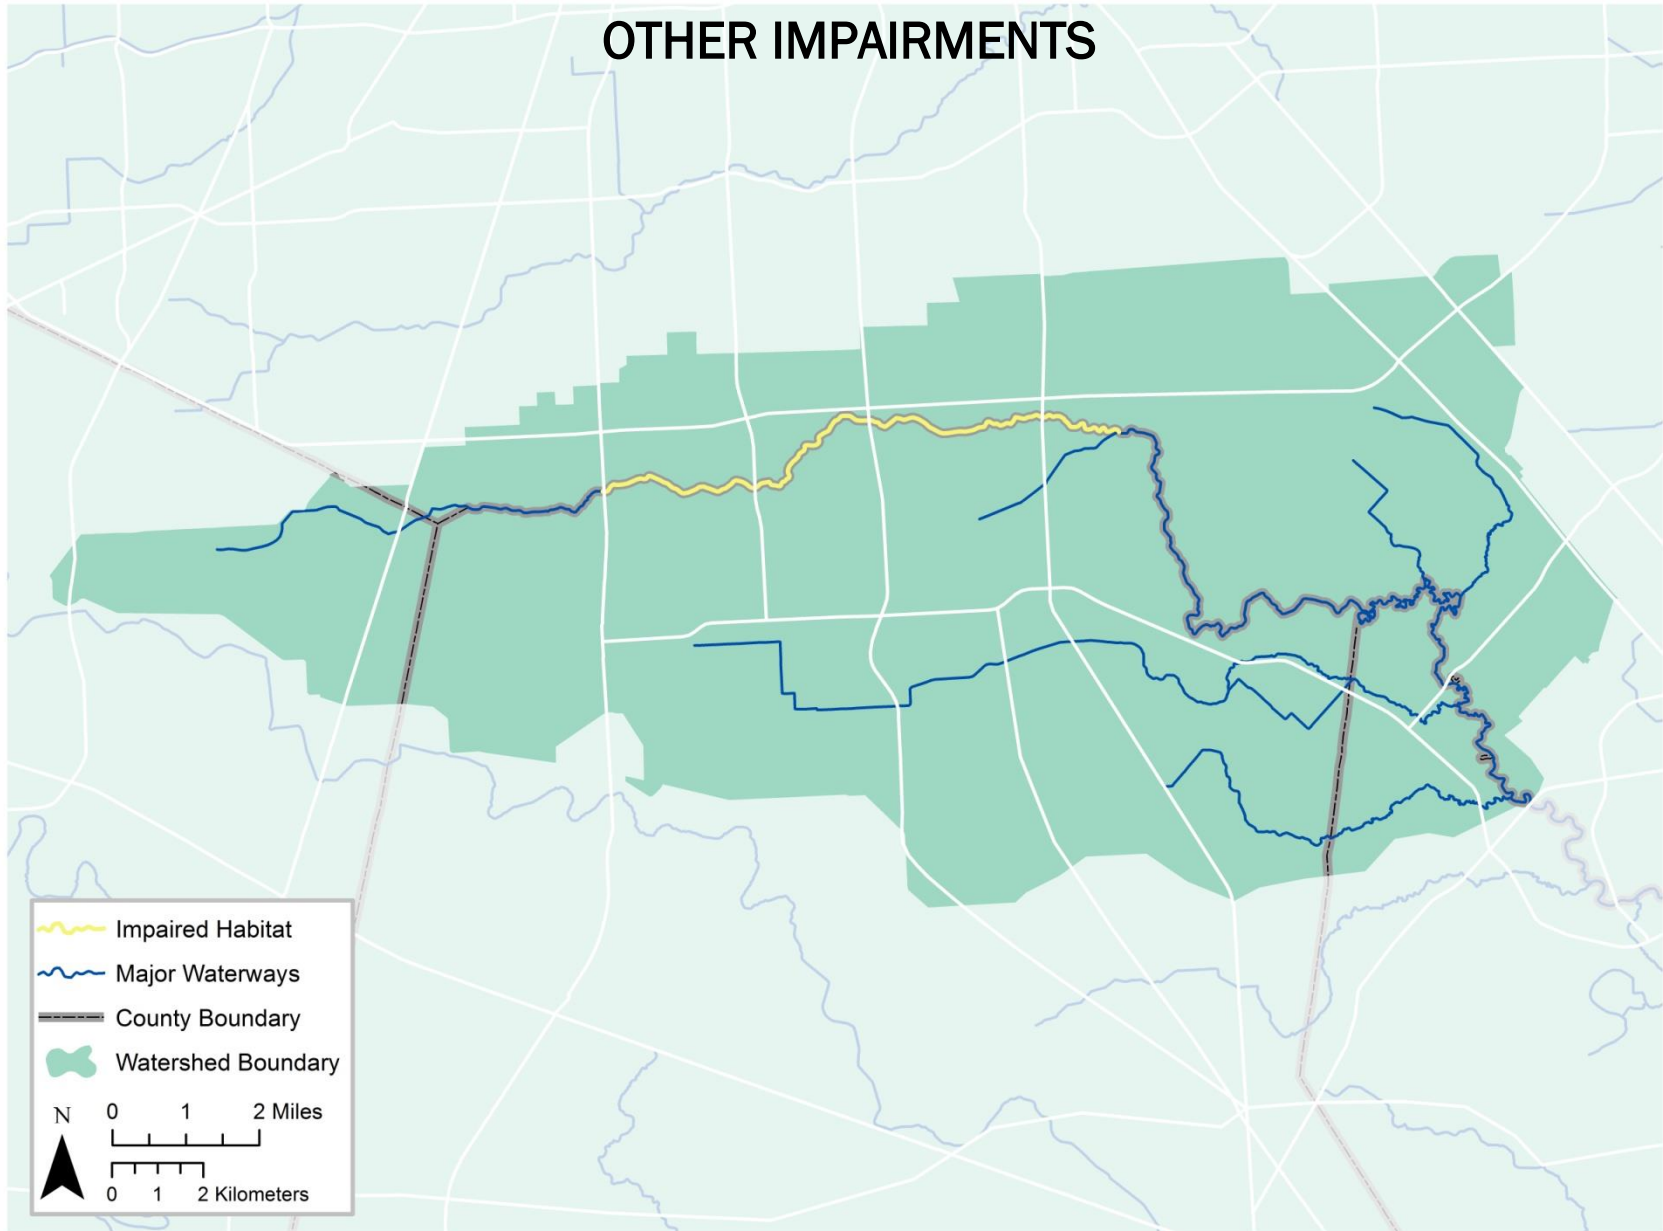 OTHER IMPAIRMENTS
Impaired Habitat
Major Waterways
County Boundary
Watershed Boundary
N
0 1 2 Miles
0 1 2 Kilometers